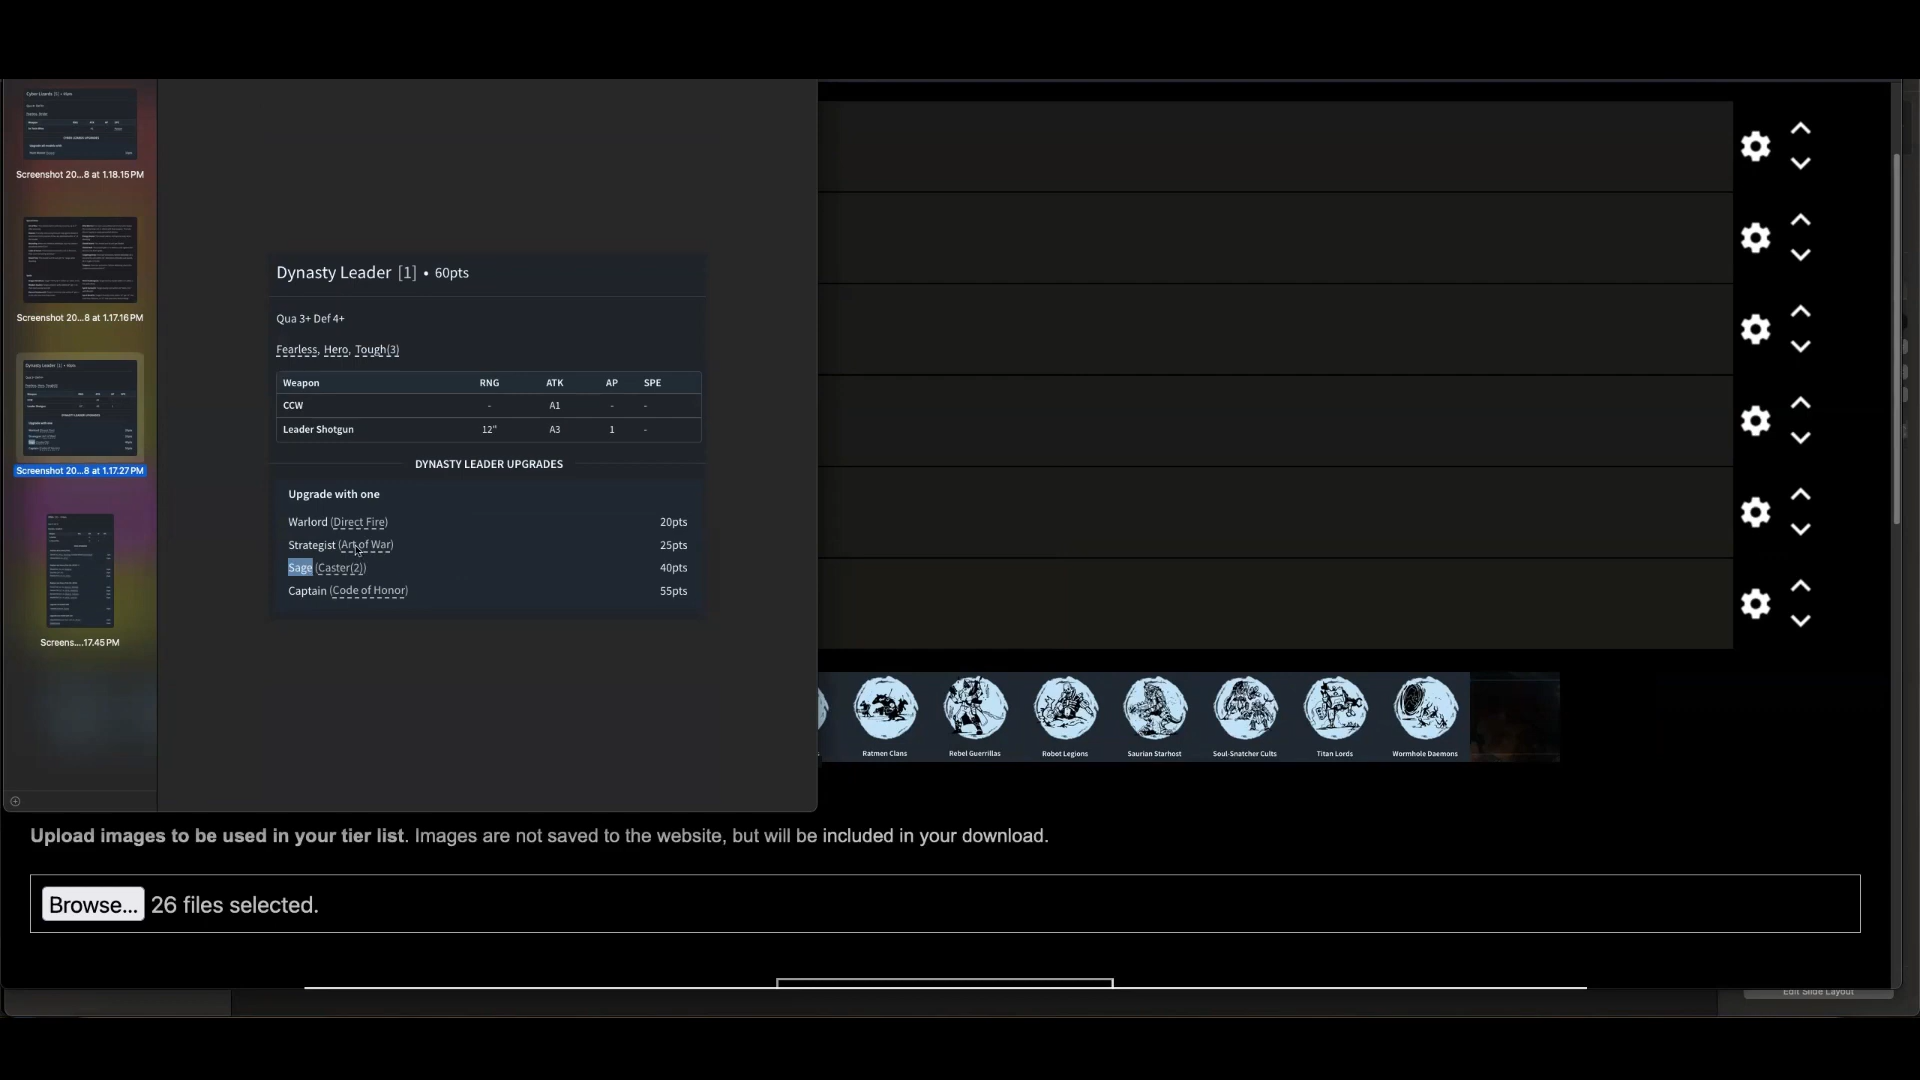 Screenshot 20...8 at 1.18.15 PM
Screenshot 20...8 at 1.17.16 PM
Screenshot 20...8 at 1.17.27 PM
Screens....17.45 PM
Dynasty Leader [1] • 60pts
Qua 3+ Def 4+
Fearless, Hero, Tough(3)
Weapon RNG ATK AP SPE
CCW - A1 - -
Leader Shotgun 12" A3 1 -
DYNASTY LEADER UPGRADES
Upgrade with one
Warlord (Direct Fire) 20pts
Strategist (Art of War) 25pts
Sage (Caster(2)) 40pts
Captain (Code of Honor) 55pts
Ratmen Clans
Rebel Guerrillas
Robot Legions
Saurian Starhost
Soul-Snatcher Cults
Titan Lords
Wormhole Daemons
Upload images to be used in your tier list. Images are not saved to the website, but will be included in your download.
Browse... 26 files selected.
Edit Slide Layout